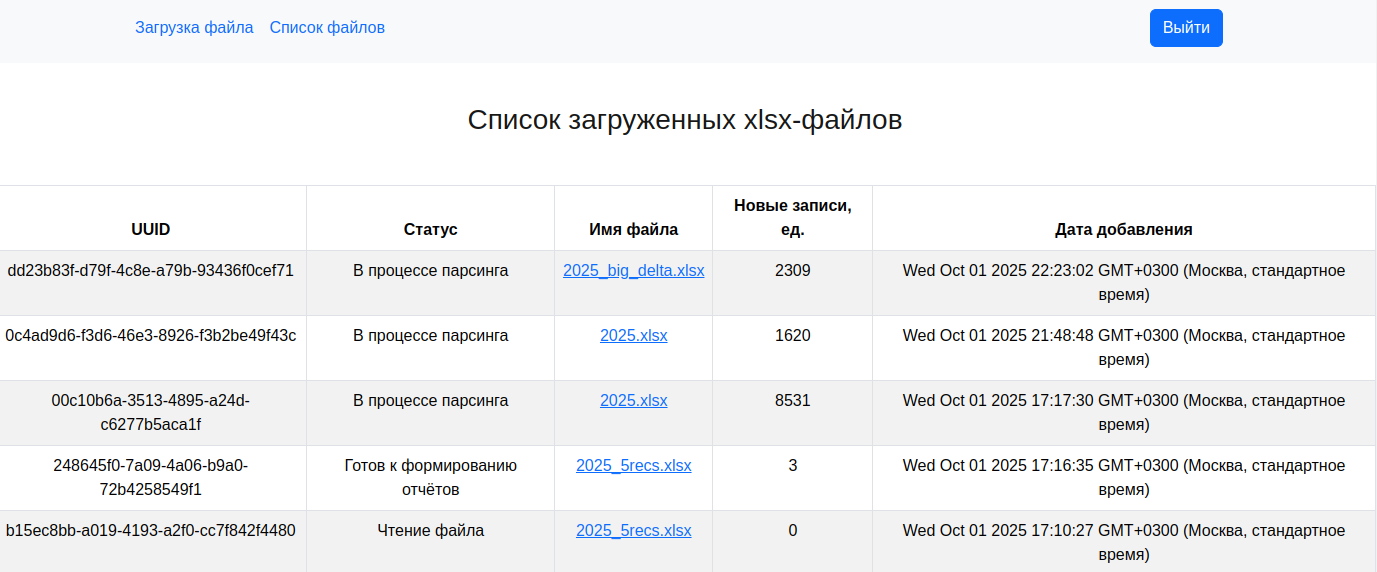 Загрузка файла Список файлов Выйти
Список загруженных xlsx-файлов
UUID Статус Имя файла Новые записи, ед. Дата добавления
dd23b83f-d79f-4c8e-a79b-93436f0cef71 В процессе парсинга 2025_big_delta.xlsx 2309 Wed Oct 01 2025 22:23:02 GMT+0300 (Москва, стандартное время)
0c4ad9d6-f3d6-46e3-8926-f3b2be49f43c В процессе парсинга 2025.xlsx 1620 Wed Oct 01 2025 21:48:48 GMT+0300 (Москва, стандартное время)
00c10b6a-3513-4895-a24d-c6277b5aca1f В процессе парсинга 2025.xlsx 8531 Wed Oct 01 2025 17:17:30 GMT+0300 (Москва, стандартное время)
248645f0-7a09-4a06-b9a0-72b4258549f1 Готов к формированию отчётов 2025_5recs.xlsx 3 Wed Oct 01 2025 17:16:35 GMT+0300 (Москва, стандартное время)
b15ec8bb-a019-4193-a2f0-cc7f842f4480 Чтение файла 2025_5recs.xlsx 0 Wed Oct 01 2025 17:10:27 GMT+0300 (Москва, стандартное время)